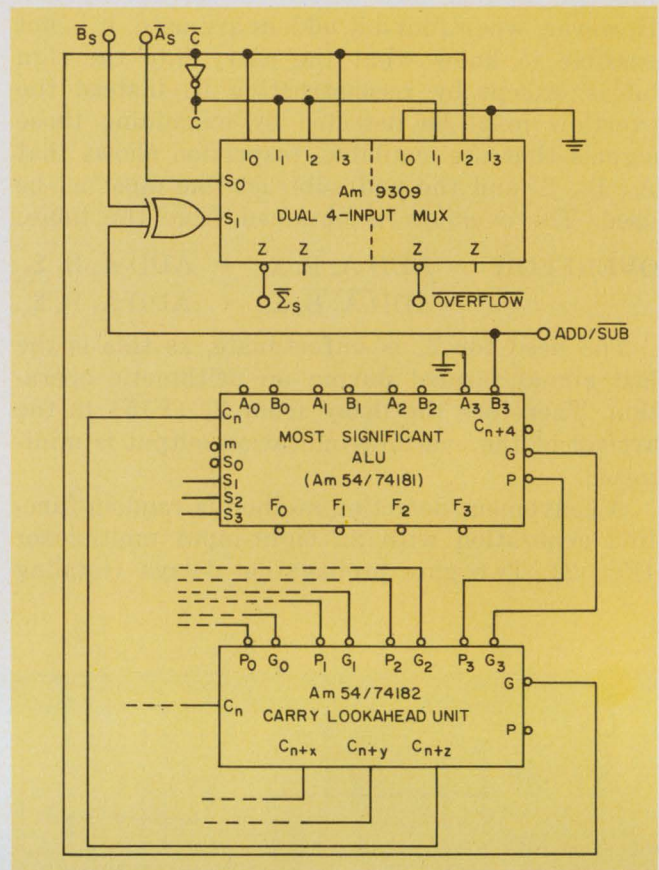 B̅S A̅S C̅
C
I0 I1 I2 I3 I0 I1 I2 I3
S0
Am 9309
S1
DUAL 4-INPUT MUX
Z Z Z Z
Σ̅S O̅V̅E̅R̅F̅L̅O̅W̅
ADD/S̅U̅B̅
A0 B0 A1 B1 A2 B2 A3 B3
Cn
Cn+4
m
MOST SIGNIFICANT
S0
ALU
G
S1
(Am 54/74181)
P
S2
S3
F0 F1 F2 F3
P0 G0 P1 G1 P2 G2 P3 G3
G
Cn
Am 54/74182
CARRY LOOKAHEAD UNIT
P
Cn+x Cn+y Cn+z